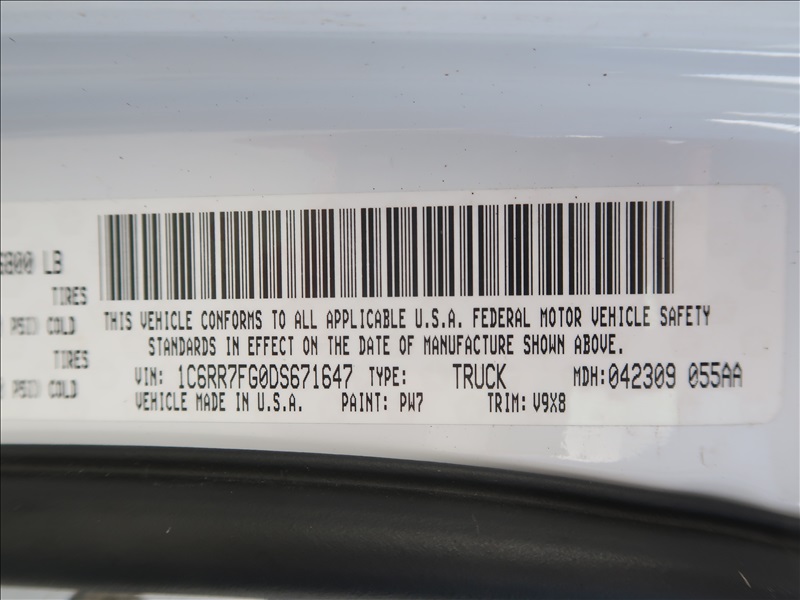 6800 LB
TIRES
PSI) COLD
TIRES
PSI) COLD
THIS VEHICLE CONFORMS TO ALL APPLICABLE U.S.A. FEDERAL MOTOR VEHICLE SAFETY
STANDARDS IN EFFECT ON THE DATE OF MANUFACTURE SHOWN ABOVE.
VIN: 1C6RR7FG0DS671647 TYPE: TRUCK MDH:042309 055AA
VEHICLE MADE IN U.S.A. PAINT: PW7 TRIM: V9X8